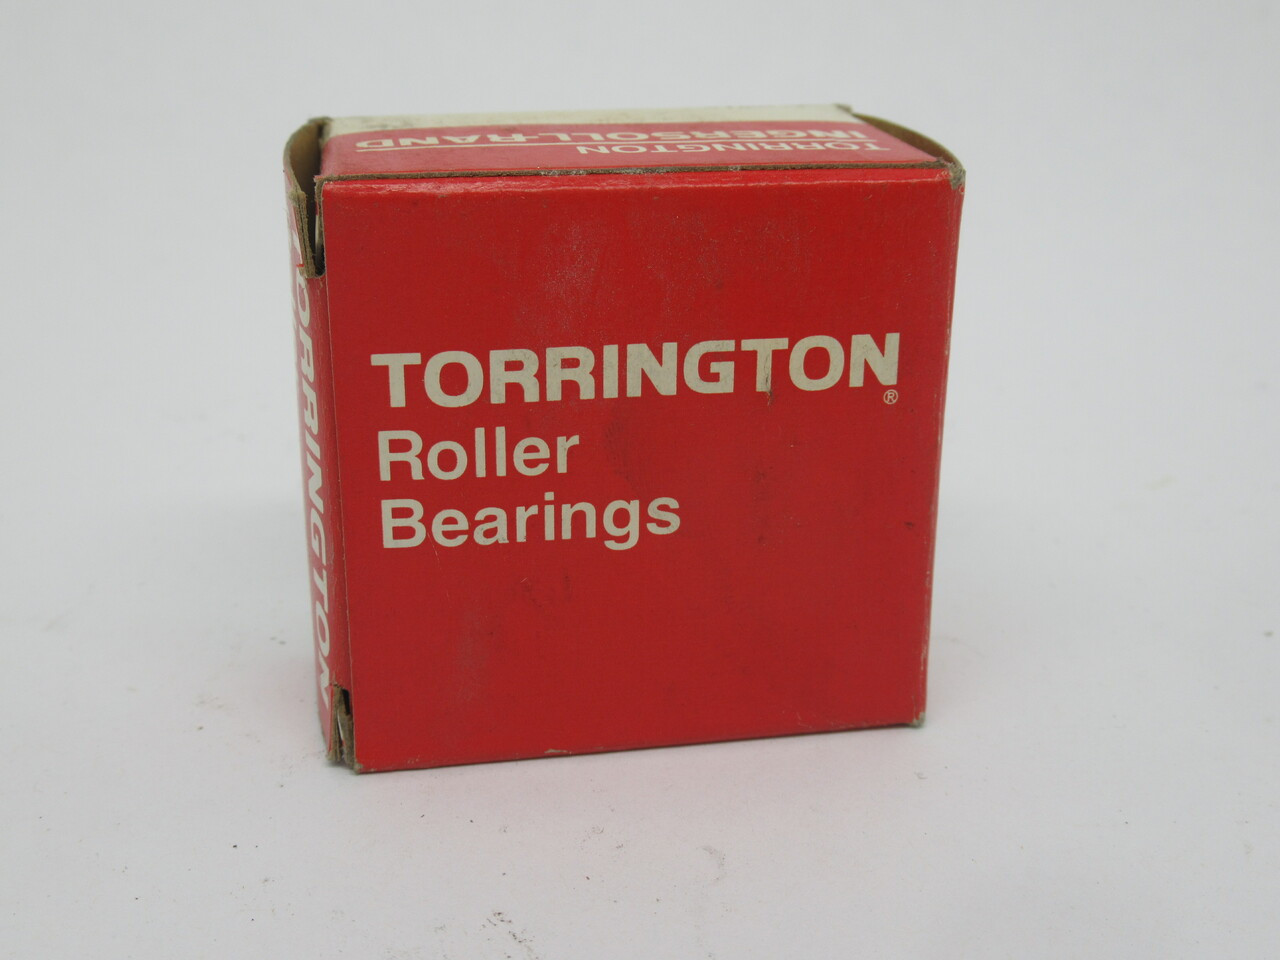 TORRINGTON
INGERSOLL-RAND
TORRINGTON
®
Roller
Bearings
TORRINGTON